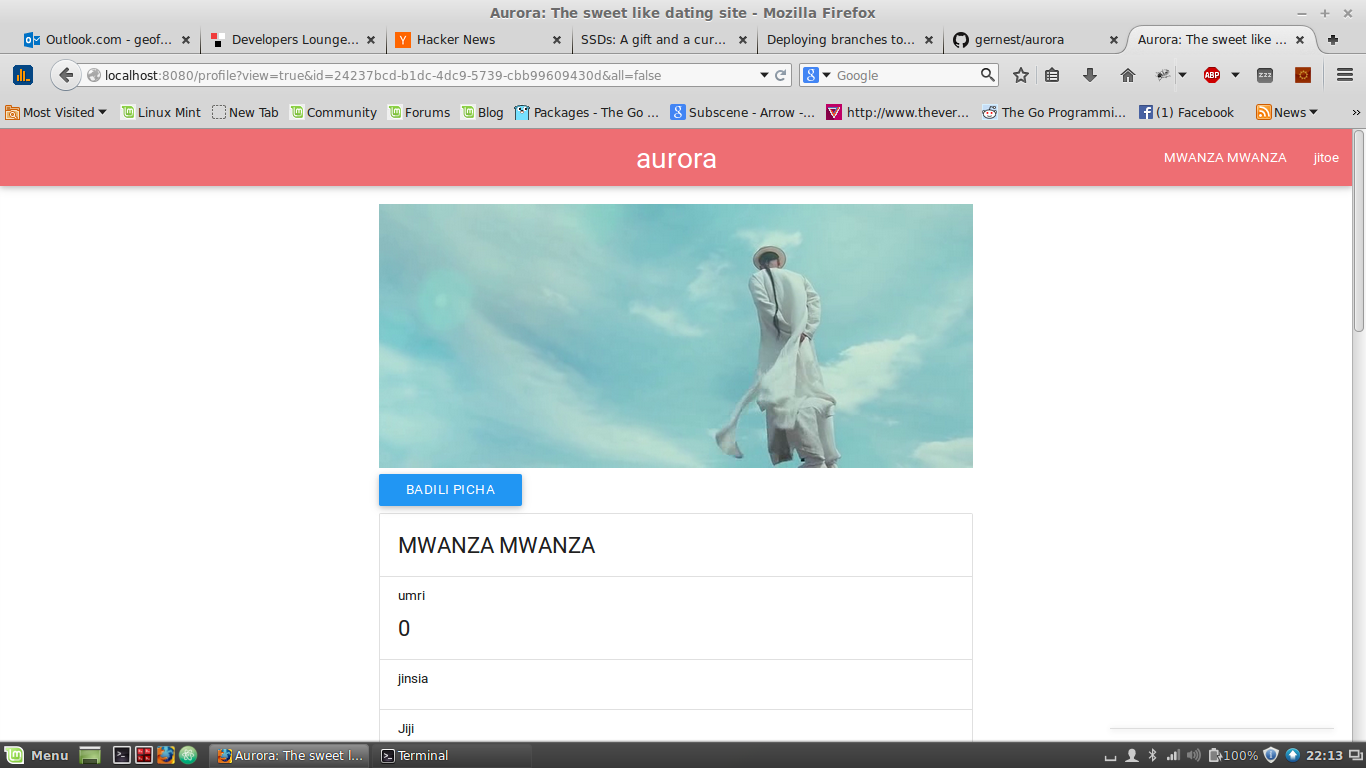 Aurora: The sweet like dating site - Mozilla Firefox
Outlook.com - geof... Developers Lounge... Hacker News SSDs: A gift and a cur... Deploying branches to... gernest/aurora Aurora: The sweet like ...
localhost:8080/profile?view=true&id=24237bcd-b1dc-4dc9-5739-cbb99609430d&all=false Google ABP zzz
Most Visited Linux Mint New Tab Community Forums Blog Packages - The Go ... Subscene - Arrow -... http://www.thever... The Go Programmi... (1) Facebook News
aurora MWANZA MWANZA jitoe
BADILI PICHA
MWANZA MWANZA
umri
0
jinsia
Jiji
Menu Aurora: The sweet l... Terminal 100% 22:13